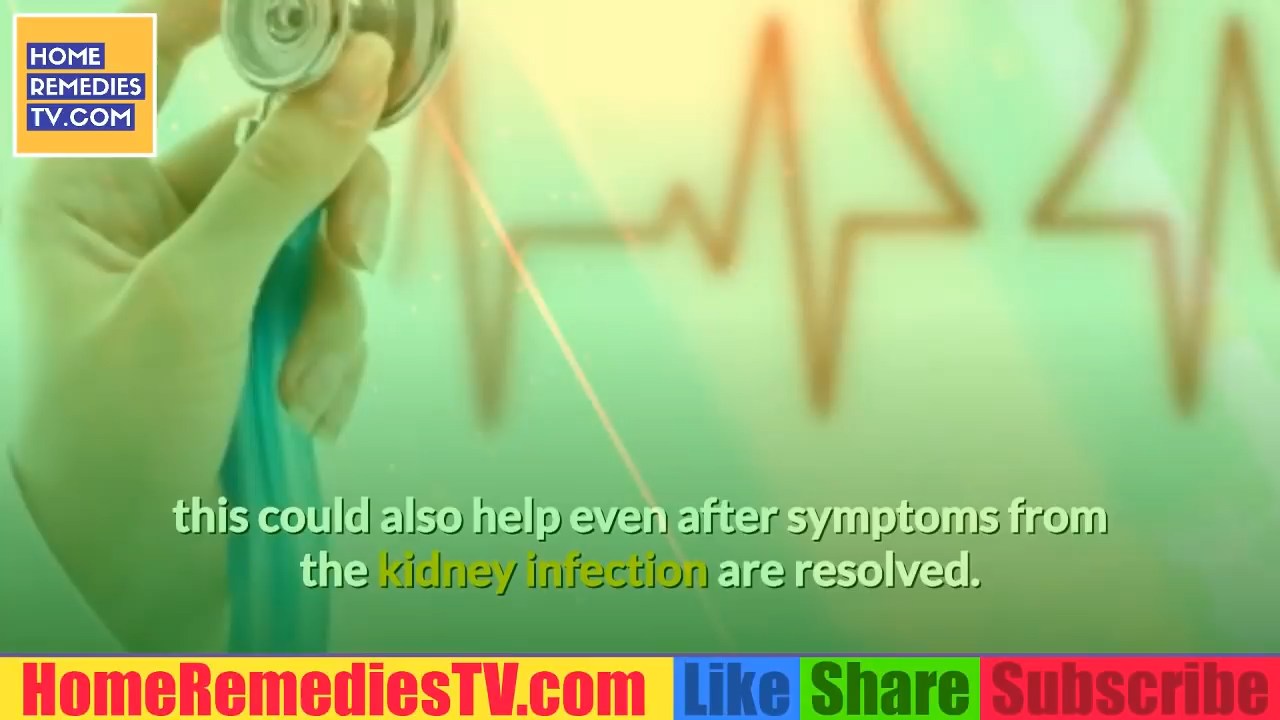 HOME
REMEDIES
TV.COM
this could also help even after symptoms from
the kidney infection are resolved.
HomeRemediesTV.com Like Share Subscribe